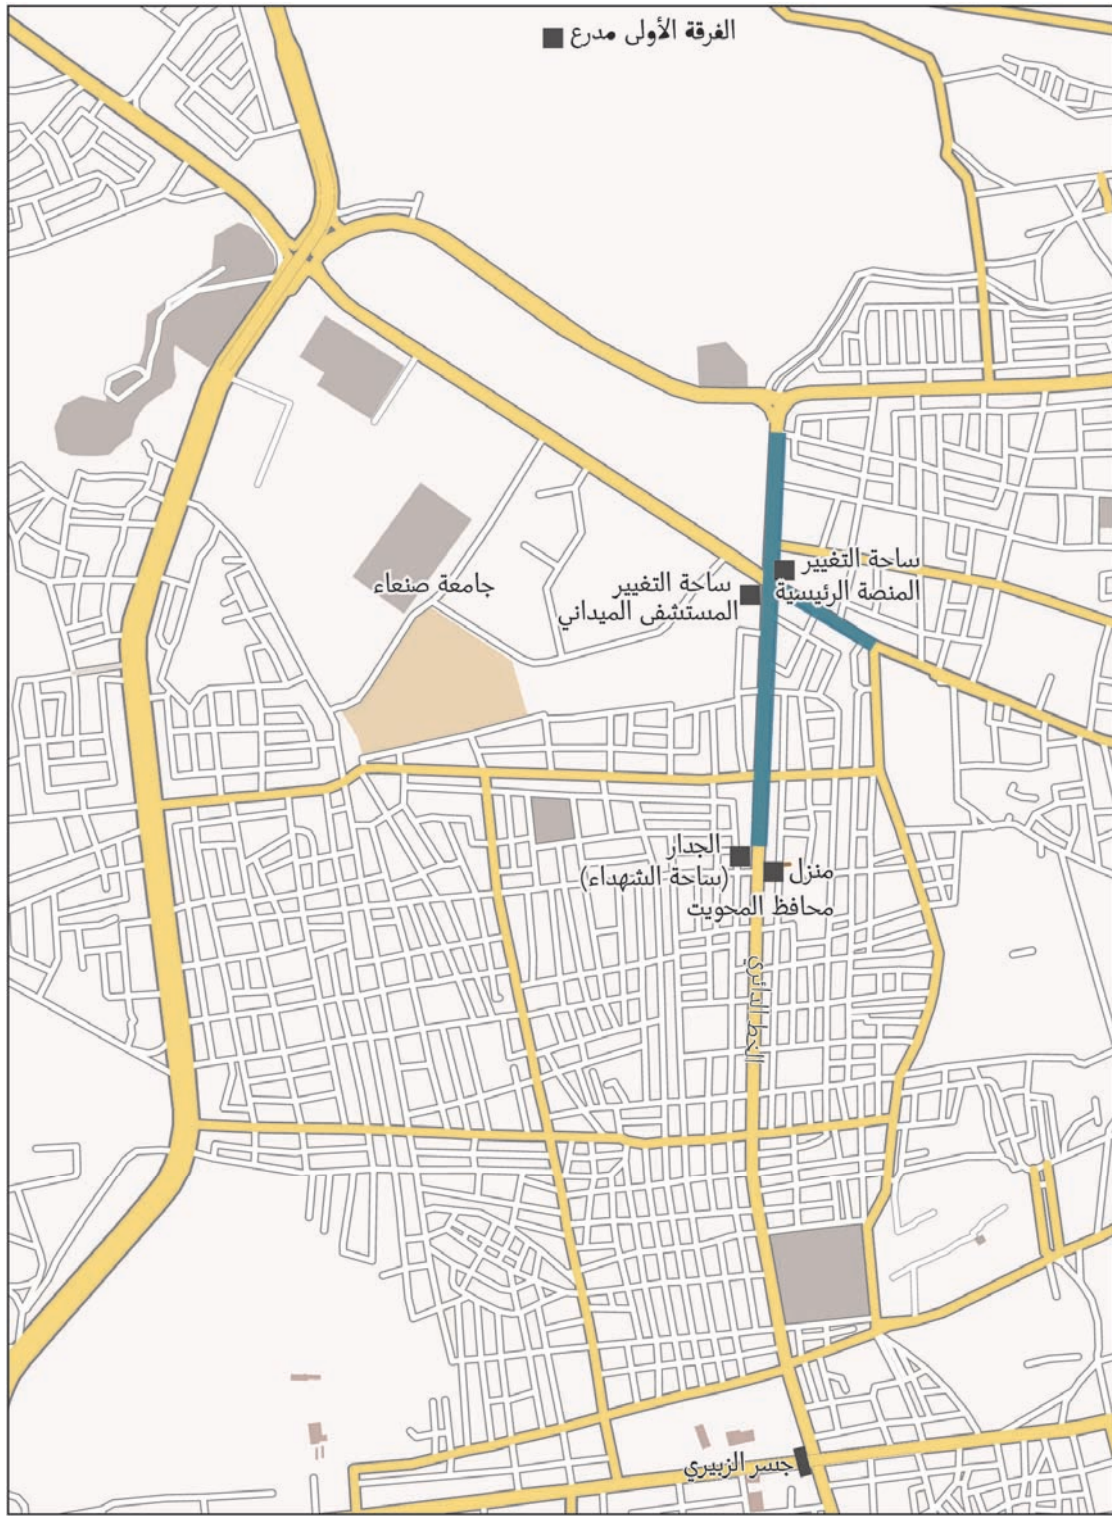 الفرقة الأولى مدرع
ساحة التغيير
المنصة الرئيسية
ساحة التغيير
المستشفى الميداني
جامعة صنعاء
الجدار
(ساحة الشهداء)
منزل
محافظ المحويت
الخط الدائري
جسر الزبيري